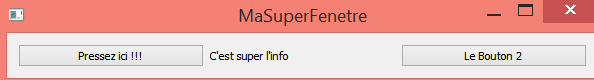 MaSuperFenetre
Pressez ici !!! C'est super l'info Le Bouton 2